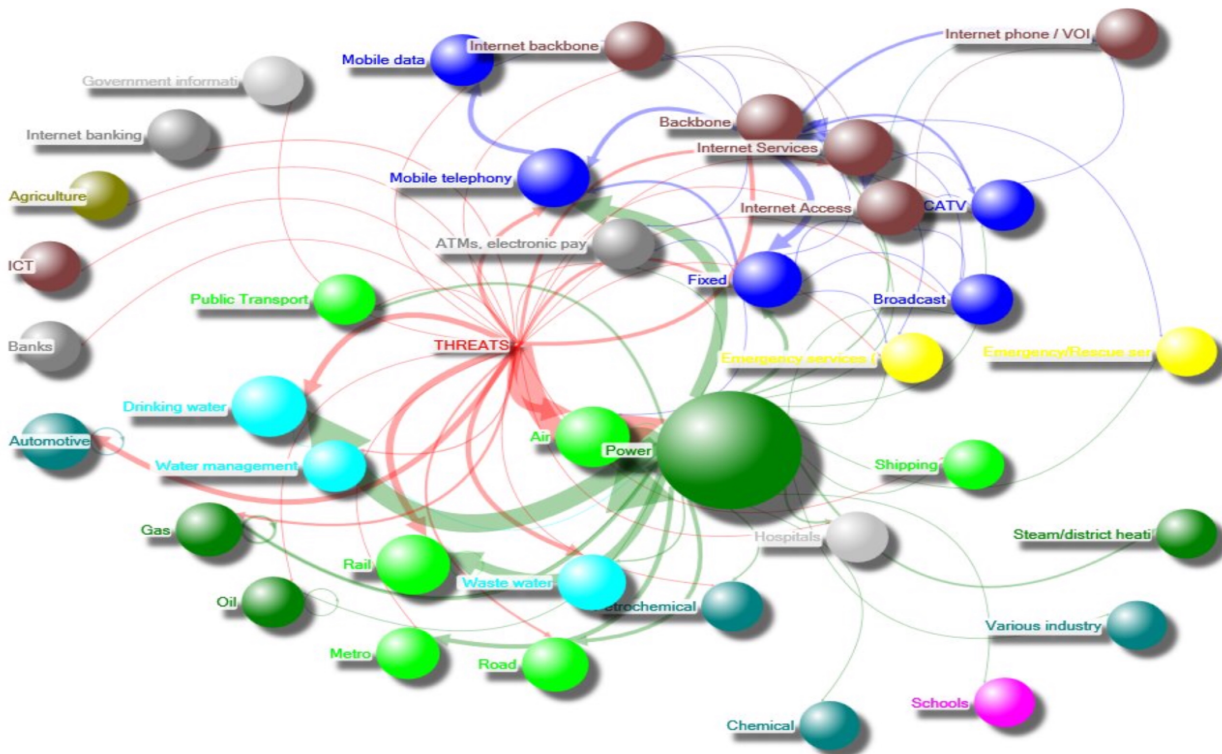 Internet backbone
Internet phone / VOI
Mobile data
Government informati
Backbone
Internet banking
Internet Services
Mobile telephony
Agriculture
Internet Access
CATV
ATMs, electronic pay
ICT
Fixed
Public Transport
Broadcast
THREATS
Banks
Emergency services (
Emergency/Rescue ser
Drinking water
Automotive
Air
Power
Water management
Shipping
Gas
Hospitals
Steam/district heati
Rail
Waste water
Oil
etrochemical
Various industry
Metro
Road
Schools
Chemical